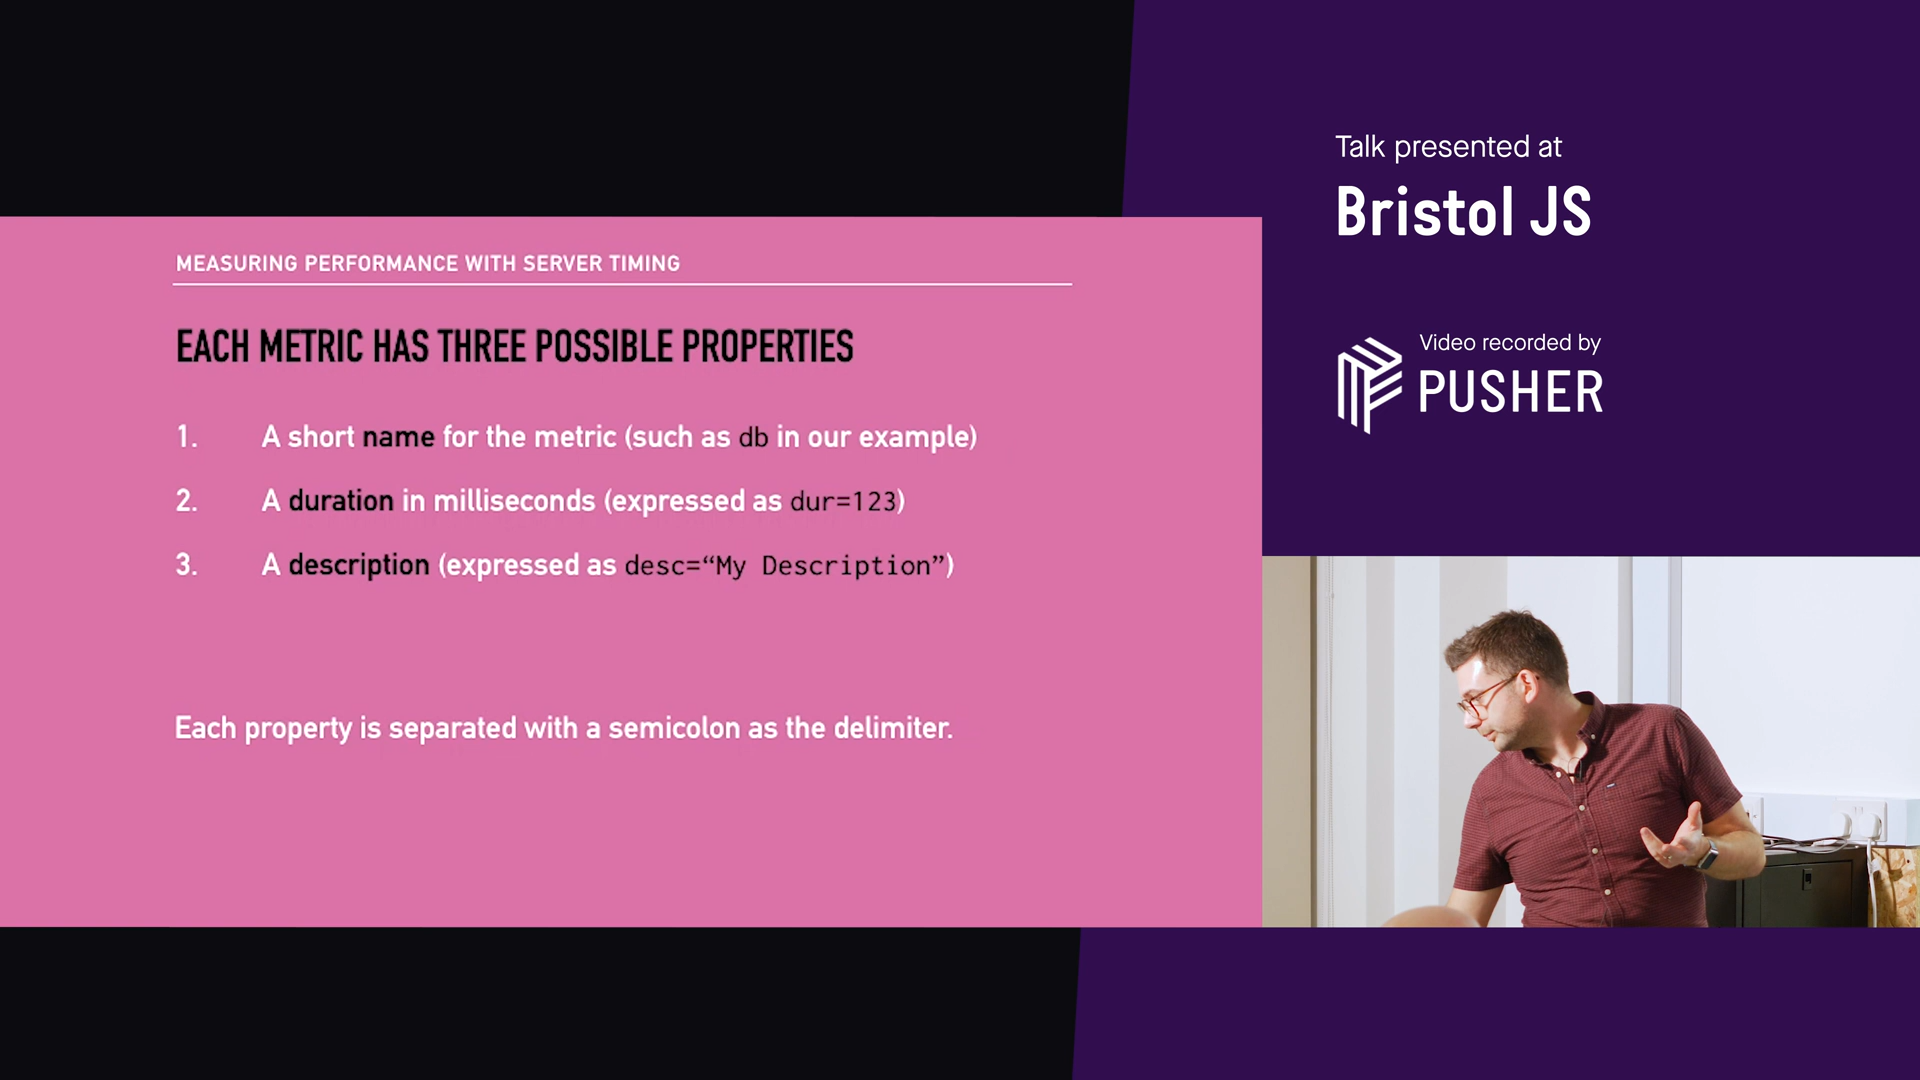 MEASURING PERFORMANCE WITH SERVER TIMING
EACH METRIC HAS THREE POSSIBLE PROPERTIES
1. A short name for the metric (such as db in our example)
2. A duration in milliseconds (expressed as dur=123)
3. A description (expressed as desc=“My Description”)
Each property is separated with a semicolon as the delimiter.
Talk presented at
Bristol JS
Video recorded by
PUSHER